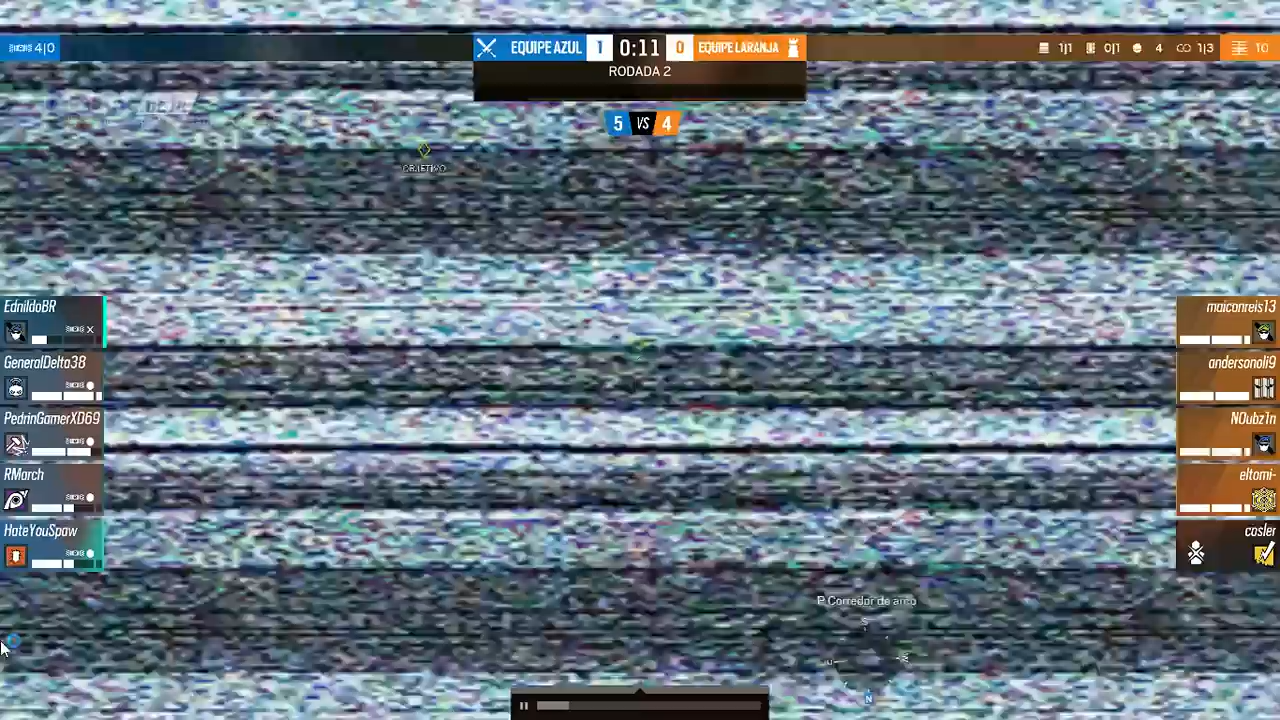 4|0
EQUIPE AZUL 1 0:11 0 EQUIPE LARANJA
1|1 0|1 4 1|3 10
RODADA 2
5 VS 4
OBJETIVO
EdnildoBR
GeneralDelta38
PedrinGamerXD69
RMarch
HateYouSpaw
maiconreis13
andersonoli9
N0ubz1n
eltomi-
cosler
P Corredor de arco
S
N